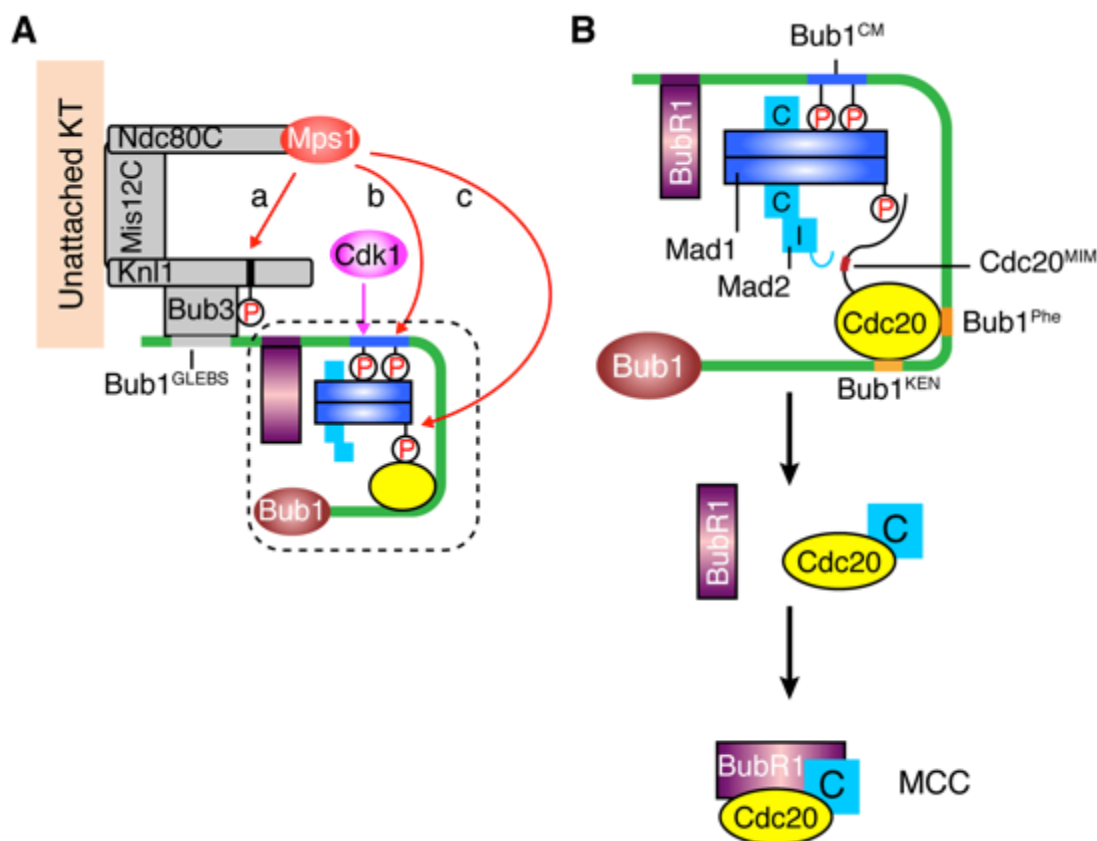 A
Unattached KT
Ndc80C
Mps1
Mis12C
a
b
c
Cdk1
Knl1
Bub3
P
Bub1GLEBS
P
P
P
Bub1
B
Bub1CM
BubR1
C
P
P
C
P
I
Mad1
Mad2
Cdc20MIM
Cdc20
Bub1Phe
Bub1
Bub1KEN
BubR1
C
Cdc20
BubR1
C
MCC
Cdc20